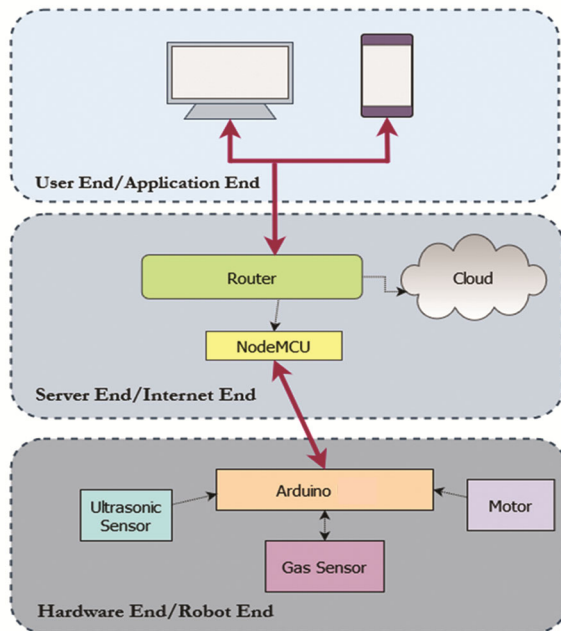 User End/Application End
Router
Cloud
NodeMCU
Server End/Internet End
Arduino
Ultrasonic
Sensor
Motor
Gas Sensor
Hardware End/Robot End